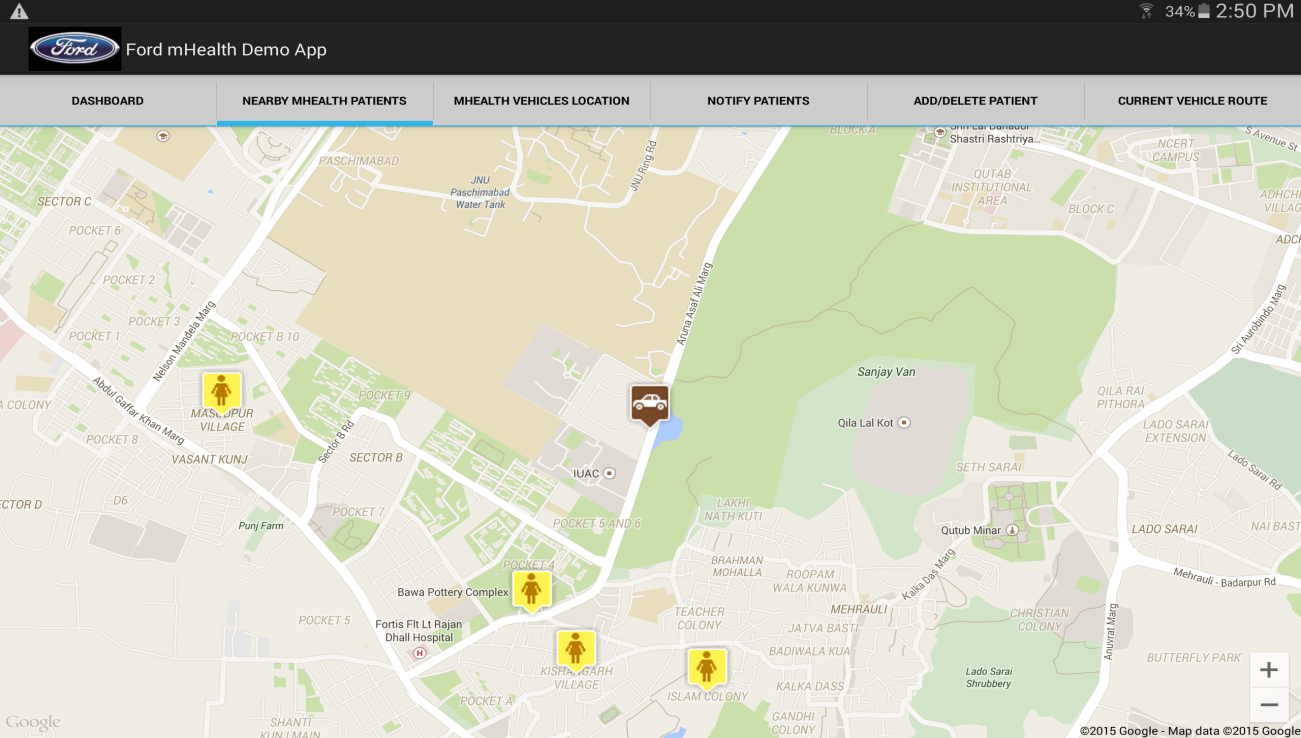 34% 2:50 PM
Ford
Ford mHealth Demo App
DASHBOARD
NEARBY MHEALTH PATIENTS
MHEALTH VEHICLES LOCATION
NOTIFY PATIENTS
ADD/DELETE PATIENT
CURRENT VEHICLE ROUTE
BLOCK A
Shastri Rashtriya...
S Avenue St
NCERT
CAMPUS
PASCHIMABAD
JNU Ring Rd
JNU
Paschimabad
Water Tank
QUTAB
INSTITUTIONAL
AREA
BLOCK C
SECTOR C
POCKET 6
POCKET 2
POCKET 3
POCKET 1
Nelson Mandela Marg
POCKET B 10
Aruna Asaf Ali Marg
Sri Aurobindo Marg
Abdul Gaffar Khan Marg
POCKET 9
Sanjay Van
QILA RAI
PITHORA
A COLONY
MASUDPUR
VILLAGE
Qila Lal Kot
LADO SARAI
EXTENSION
POCKET 8
Sector B Rd
VASANT KUNJ
SECTOR B
IUAC
SETH SARAI
Lado Sarai Rd
D6
POCKET 7
Punj Farm
POCKET 5 AND 6
LAKHI
NATH KUTI
Qutub Minar
LADO SARAI
POCKET 4
BRAHMAN
MOHALLA
ROOPAM
WALA KUNWA
Kalka Das Marg
Mehrauli - Badarpur Rd
Bawa Pottery Complex
POCKET 5
Fortis Flt Lt Rajan
Dhall Hospital
H
TEACHER
COLONY
MEHRAULI
CHRISTIAN
COLONY
Anuvrat Marg
JATVA BASTI
BADIWALA KUA
BUTTERFLY PARK
KISHANGARH
VILLAGE
ISLAM COLONY
KALKA DASS
Lado Sarai
Shrubbery
POCKET A
GANDHI
COLONY
SHANTI
KUNJ MAIN
+
−
Google
©2015 Google - Map data ©2015 Google